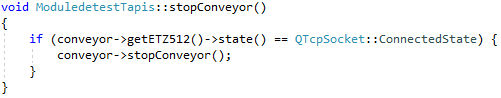 void ModuledetestTapis::stopConveyor()
{
    if (conveyor->getETZ512()->state() == QTcpSocket::ConnectedState) {
        conveyor->stopConveyor();
    }
}